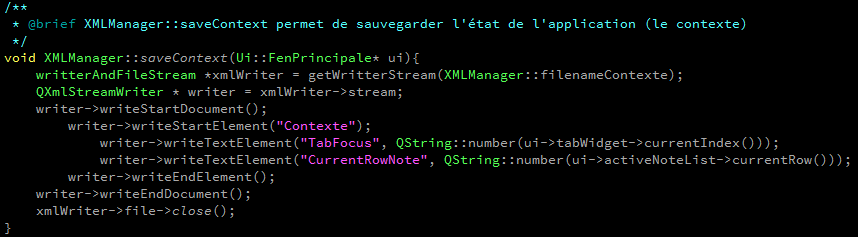 /**
 * @brief XMLManager::saveContext permet de sauvegarder l'état de l'application (le contexte)
 */
void XMLManager::saveContext(Ui::FenPrincipale* ui){
    writterAndFileStream *xmlWriter = getWritterStream(XMLManager::filenameContexte);
    QXmlStreamWriter * writer = xmlWriter->stream;
    writer->writeStartDocument();
        writer->writeStartElement("Contexte");
            writer->writeTextElement("TabFocus", QString::number(ui->tabWidget->currentIndex()));
            writer->writeTextElement("CurrentRowNote", QString::number(ui->activeNoteList->currentRow()));
        writer->writeEndElement();
    writer->writeEndDocument();
    xmlWriter->file->close();
}